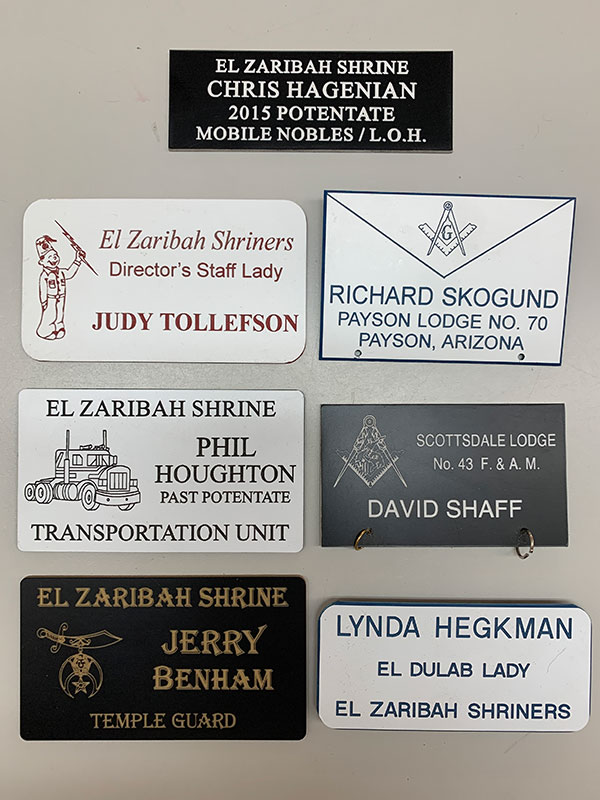 EL ZARIBAH SHRINE
CHRIS HAGENIAN
2015 POTENTATE
MOBILE NOBLES / L.O.H.
El Zaribah Shriners
Director's Staff Lady
JUDY TOLLEFSON
G
RICHARD SKOGUND
PAYSON LODGE NO. 70
PAYSON, ARIZONA
EL ZARIBAH SHRINE
PHIL
HOUGHTON
PAST POTENTATE
TRANSPORTATION UNIT
SCOTTSDALE LODGE
No. 43 F. & A. M.
DAVID SHAFF
EL ZARIBAH SHRINE
JERRY
BENHAM
TEMPLE GUARD
LYNDA HEGKMAN
EL DULAB LADY
EL ZARIBAH SHRINERS